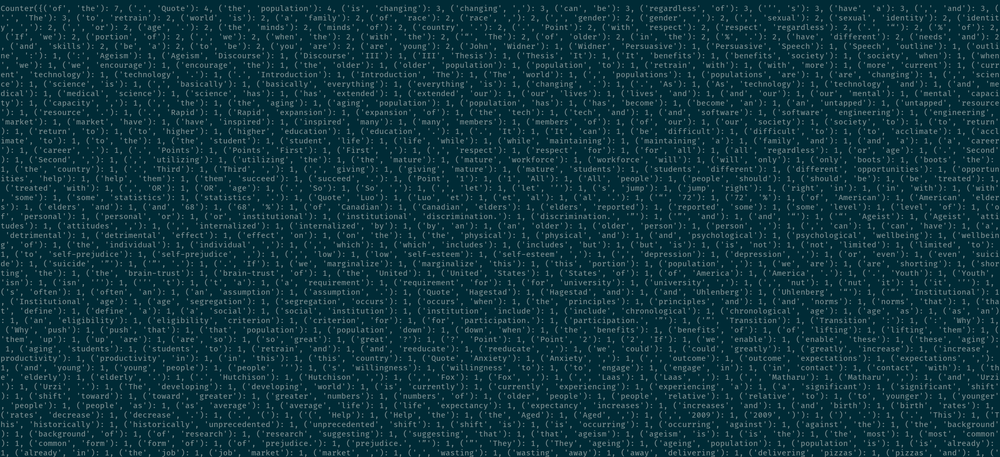 Counter({('of', 'the'): 7, ('.', 'Quote'): 4, ('the', 'population'): 4, ('is', 'changing'): 3, ('changing', ','): 3, ('can', 'be'): 3, ('regardless', 'of'): 3, ('’', 's'): 3, ('have', 'a'): 3, (',', 'and'): 3, (
'.', 'The'): 3, ('to', 'retrain'): 2, ('world', 'is'): 2, ('a', 'family'): 2, ('of', 'race'): 2, ('race', ','): 2, (',', 'gender'): 2, ('gender', ','): 2, (',', 'sexual'): 2, ('sexual', 'identity'): 2, ('identit
y', ','): 2, (',', 'or'): 2, ('age', '.'): 2, ('the', 'minds'): 2, ('minds', 'of'): 2, ('country', '.'): 2, ('.', 'Point'): 2, ('with', 'respect'): 2, ('respect', 'regardless'): 2, ('.', '“'): 2, ('%', 'of'): 2,
 ('If', 'we'): 2, ('portion', 'of'): 2, (',', 'we'): 2, ('when', 'the'): 2, ('with', 'the'): 2, ('“', 'The'): 2, ('of', 'older'): 2, ('in', 'the'): 2, ('%', '.'): 2, ('have', 'different'): 2, ('needs', 'and'): 2
, ('and', 'skills'): 2, ('be', 'a'): 2, ('to', 'be'): 2, ('you', 'are'): 2, ('are', 'young'): 2, ('John', 'Widner'): 1, ('Widner', 'Persuasive'): 1, ('Persuasive', 'Speech'): 1, ('Speech', 'outline'): 1, ('outli
ne', ':'): 1, (':', 'Ageism'): 1, ('Ageism', 'Discourse'): 1, ('Discourse', 'III'): 1, ('III', 'Thesis'): 1, ('Thesis', 'It'): 1, ('It', 'benefits'): 1, ('benefits', 'society'): 1, ('society', 'when'): 1, ('when
', 'we'): 1, ('we', 'encourage'): 1, ('encourage', 'the'): 1, ('the', 'older'): 1, ('older', 'population'): 1, ('population', 'to'): 1, ('retrain', 'with'): 1, ('with', 'more'): 1, ('more', 'current'): 1, ('curr
ent', 'technology'): 1, ('technology', '.'): 1, ('.', 'Introduction'): 1, ('Introduction', 'The'): 1, ('The', 'world'): 1, (',', 'populations'): 1, ('populations', 'are'): 1, ('are', 'changing'): 1, (',', 'scien
ce'): 1, ('science', 'is'): 1, (',', 'basically'): 1, ('basically', 'everything'): 1, ('everything', 'is'): 1, ('changing', '.'): 1, ('.', 'As'): 1, ('As', 'technology'): 1, ('technology', 'and'): 1, ('and', 'me
dical'): 1, ('medical', 'science'): 1, ('science', 'has'): 1, ('has', 'extended'): 1, ('extended', 'our'): 1, ('our', 'lives'): 1, ('lives', 'and'): 1, ('and', 'our'): 1, ('our', 'mental'): 1, ('mental', 'capaci
ty'): 1, ('capacity', ','): 1, (',', 'the'): 1, ('the', 'aging'): 1, ('aging', 'population'): 1, ('population', 'has'): 1, ('has', 'become'): 1, ('become', 'an'): 1, ('an', 'untapped'): 1, ('untapped', 'resource
'): 1, ('resource', '.'): 1, ('.', 'Rapid'): 1, ('Rapid', 'expansion'): 1, ('expansion', 'of'): 1, ('the', 'tech'): 1, ('tech', 'and'): 1, ('and', 'software'): 1, ('software', 'engineering'): 1, ('engineering',
'market'): 1, ('market', 'have'): 1, ('have', 'inspired'): 1, ('inspired', 'many'): 1, ('many', 'members'): 1, ('members', 'of'): 1, ('of', 'our'): 1, ('our', 'society'): 1, ('society', 'to'): 1, ('to', 'return'
): 1, ('return', 'to'): 1, ('to', 'higher'): 1, ('higher', 'education'): 1, ('education', '.'): 1, ('.', 'It'): 1, ('It', 'can'): 1, ('be', 'difficult'): 1, ('difficult', 'to'): 1, ('to', 'acclimate'): 1, ('accl
imate', 'to'): 1, ('to', 'the'): 1, ('the', 'student'): 1, ('student', 'life'): 1, ('life', 'while'): 1, ('while', 'maintaining'): 1, ('maintaining', 'a'): 1, ('family', 'and'): 1, ('and', 'a'): 1, ('a', 'career
'): 1, ('career', '.'): 1, ('.', 'Points'): 1, ('Points', 'First'): 1, ('First', ','): 1, (',', 'respect'): 1, ('respect', 'for'): 1, ('for', 'all'): 1, ('all', 'regardless'): 1, ('or', 'age'): 1, ('.', 'Second'
): 1, ('Second', ','): 1, (',', 'utilizing'): 1, ('utilizing', 'the'): 1, ('the', 'mature'): 1, ('mature', 'workforce'): 1, ('workforce', 'will'): 1, ('will', 'only'): 1, ('only', 'boots'): 1, ('boots', 'the'):
1, ('the', 'country'): 1, ('.', 'Third'): 1, ('Third', ','): 1, (',', 'giving'): 1, ('giving', 'mature'): 1, ('mature', 'students'): 1, ('students', 'different'): 1, ('different', 'opportunities'): 1, ('opportun
ities', 'help'): 1, ('help', 'them'): 1, ('them', 'succeed'): 1, ('succeed', '.'): 1, ('Point', '1'): 1, ('1', 'All'): 1, ('All', 'people'): 1, ('people', 'should'): 1, ('should', 'be'): 1, ('be', 'treated'): 1,
 ('treated', 'with'): 1, (',', 'OR'): 1, ('OR', 'age'): 1, ('.', 'So'): 1, ('So', ','): 1, (',', 'let'): 1, ('let', '’'): 1, ('s', 'jump'): 1, ('jump', 'right'): 1, ('right', 'in'): 1, ('in', 'with'): 1, ('with'
, 'some'): 1, ('some', 'statistics'): 1, ('statistics', '.'): 1, ('Quote', 'Luo'): 1, ('Luo', 'et'): 1, ('et', 'al'): 1, ('al', '.'): 1, ('“', '72'): 1, ('72', '%'): 1, ('of', 'American'): 1, ('American', 'elder
s'): 1, ('elders', 'and'): 1, ('and', '68'): 1, ('68', '%'): 1, ('of', 'Canadian'): 1, ('Canadian', 'elders'): 1, ('elders', 'reported'): 1, ('reported', 'some'): 1, ('some', 'level'): 1, ('level', 'of'): 1, ('o
f', 'personal'): 1, ('personal', 'or'): 1, ('or', 'institutional'): 1, ('institutional', 'discrimination.'): 1, ('discrimination.', '”'): 1, ('”', 'and'): 1, ('and', '“'): 1, ('“', 'Ageist'): 1, ('Ageist', 'atti
tudes'): 1, ('attitudes', ','): 1, (',', 'internalized'): 1, ('internalized', 'by'): 1, ('by', 'an'): 1, ('an', 'older'): 1, ('older', 'person'): 1, ('person', ','): 1, (',', 'can'): 1, ('can', 'have'): 1, ('a',
 'detrimental'): 1, ('detrimental', 'effect'): 1, ('effect', 'on'): 1, ('on', 'the'): 1, ('the', 'physical'): 1, ('physical', 'and'): 1, ('and', 'psychological'): 1, ('psychological', 'wellbeing'): 1, ('wellbein
g', 'of'): 1, ('the', 'individual'): 1, ('individual', ','): 1, (',', 'which'): 1, ('which', 'includes'): 1, ('includes', 'but'): 1, ('but', 'is'): 1, ('is', 'not'): 1, ('not', 'limited'): 1, ('limited', 'to'):
1, ('to', 'self-prejudice'): 1, ('self-prejudice', ','): 1, (',', 'low'): 1, ('low', 'self-esteem'): 1, ('self-esteem', ','): 1, (',', 'depression'): 1, ('depression', ','): 1, ('or', 'even'): 1, ('even', 'suici
de'): 1, ('suicide', '”'): 1, ('”', '.'): 1, ('.', 'If'): 1, ('we', 'marginalize'): 1, ('marginalize', 'this'): 1, ('this', 'portion'): 1, ('population', ','): 1, ('we', 'are'): 1, ('are', 'shorting'): 1, ('shor
ting', 'the'): 1, ('the', 'brain-trust'): 1, ('brain-trust', 'of'): 1, ('the', 'United'): 1, ('United', 'States'): 1, ('States', 'of'): 1, ('of', 'America'): 1, ('America', '.'): 1, ('.', 'Youth'): 1, ('Youth',
'isn'): 1, ('isn', '’'): 1, ('’', 't'): 1, ('t', 'a'): 1, ('a', 'requirement'): 1, ('requirement', 'for'): 1, ('for', 'university'): 1, ('university', ','): 1, (',', 'nut'): 1, ('nut', 'it'): 1, ('it', '’'): 1,
('s', 'often'): 1, ('often', 'an'): 1, ('an', 'assumption'): 1, ('assumption', '.'): 1, ('Quote', 'Hagestad'): 1, ('Hagestad', 'and'): 1, ('and', 'Uhlenberg'): 1, ('Uhlenberg', '“'): 1, ('“', 'Institutional'): 1
, ('Institutional', 'age'): 1, ('age', 'segregation'): 1, ('segregation', 'occurs'): 1, ('occurs', 'when'): 1, ('the', 'principles'): 1, ('principles', 'and'): 1, ('and', 'norms'): 1, ('norms', 'that'): 1, ('tha
t', 'define'): 1, ('define', 'a'): 1, ('a', 'social'): 1, ('social', 'institution'): 1, ('institution', 'include'): 1, ('include', 'chronological'): 1, ('chronological', 'age'): 1, ('age', 'as'): 1, ('as', 'an')
: 1, ('an', 'eligibility'): 1, ('eligibility', 'criterion'): 1, ('criterion', 'for'): 1, ('for', 'participation.'): 1, ('participation.', '”'): 1, ('”', 'Transition'): 1, ('Transition', ':'): 1, (':', 'Why'): 1,
 ('Why', 'push'): 1, ('push', 'that'): 1, ('that', 'population'): 1, ('population', 'down'): 1, ('down', 'when'): 1, ('the', 'benefits'): 1, ('benefits', 'of'): 1, ('of', 'lifting'): 1, ('lifting', 'them'): 1, (
'them', 'up'): 1, ('up', 'are'): 1, ('are', 'so'): 1, ('so', 'great'): 1, ('great', '?'): 1, ('?', 'Point'): 1, ('Point', '2'): 1, ('2', 'If'): 1, ('we', 'enable'): 1, ('enable', 'these'): 1, ('these', 'aging'):
 1, ('aging', 'students'): 1, ('students', 'to'): 1, ('retrain', 'and'): 1, ('and', 'reeducate'): 1, ('reeducate', ','): 1, ('we', 'could'): 1, ('could', 'greatly'): 1, ('greatly', 'increase'): 1, ('increase', '
productivity'): 1, ('productivity', 'in'): 1, ('in', 'this'): 1, ('this', 'country'): 1, ('Quote', 'Anxiety'): 1, ('Anxiety', ','): 1, (',', 'outcome'): 1, ('outcome', 'expectations'): 1, ('expectations', ','):
1, ('and', 'young'): 1, ('young', 'people'): 1, ('people', '’'): 1, ('s', 'willingness'): 1, ('willingness', 'to'): 1, ('to', 'engage'): 1, ('engage', 'in'): 1, ('in', 'contact'): 1, ('contact', 'with'): 1, ('th
e', 'elderly'): 1, ('elderly', '.'): 1, ('.', 'Hutchison'): 1, ('Hutchison', ','): 1, (',', 'Fox'): 1, ('Fox', ','): 1, (',', 'Laas'): 1, ('Laas', ','): 1, (',', 'Matharu'): 1, ('Matharu', ','): 1, ('and', 'Urzi
'): 1, ('Urzi', '.'): 1, ('The', 'developing'): 1, ('developing', 'world'): 1, ('is', 'currently'): 1, ('currently', 'experiencing'): 1, ('experiencing', 'a'): 1, ('a', 'significant'): 1, ('significant', 'shift'
): 1, ('shift', 'toward'): 1, ('toward', 'greater'): 1, ('greater', 'numbers'): 1, ('numbers', 'of'): 1, ('older', 'people'): 1, ('people', 'relative'): 1, ('relative', 'to'): 1, ('to', 'younger'): 1, ('younger'
, 'people'): 1, ('people', 'as'): 1, ('as', 'average'): 1, ('average', 'life'): 1, ('life', 'expectancy'): 1, ('expectancy', 'increases'): 1, ('increases', 'and'): 1, ('and', 'birth'): 1, ('birth', 'rates'): 1,
('rates', 'decrease'): 1, ('decrease', '.'): 1, ('.', '('): 1, ('(', 'Help'): 1, ('Help', 'the'): 1, ('the', 'Aged'): 1, ('Aged', ','): 1, (',', '2009'): 1, ('2009', ')'): 1, (')', '.'): 1, ('.', 'This'): 1, ('T
his', 'historically'): 1, ('historically', 'unprecedented'): 1, ('unprecedented', 'shift'): 1, ('shift', 'is'): 1, ('is', 'occurring'): 1, ('occurring', 'against'): 1, ('against', 'the'): 1, ('the', 'background'
): 1, ('background', 'of'): 1, ('of', 'research'): 1, ('research', 'suggesting'): 1, ('suggesting', 'that'): 1, ('that', 'ageism'): 1, ('ageism', 'is'): 1, ('is', 'the'): 1, ('the', 'most'): 1, ('most', 'common'
): 1, ('common', 'form'): 1, ('form', 'of'): 1, ('of', 'prejudice.'): 1, ('prejudice.', '”'): 1, ('”', 'They'): 1, ('They', 'ageing'): 1, ('ageing', 'population'): 1, ('population', 'is'): 1, ('is', 'already'):
1, ('already', 'in'): 1, ('the', 'job'): 1, ('job', 'market'): 1, ('market', ','): 1, (',', 'wasting'): 1, ('wasting', 'away'): 1, ('away', 'delivering'): 1, ('delivering', 'pizzas'): 1, ('pizzas', 'and'): 1, ('